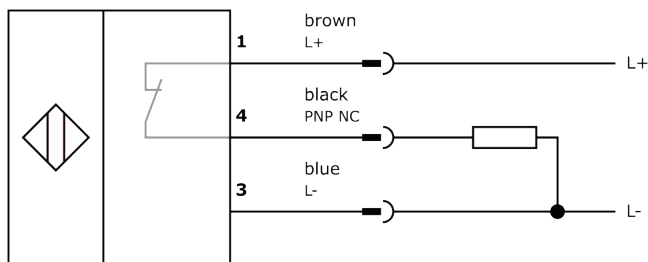 brown
1 L+
L+
black
4 PNP NC
blue
3 L-
L-